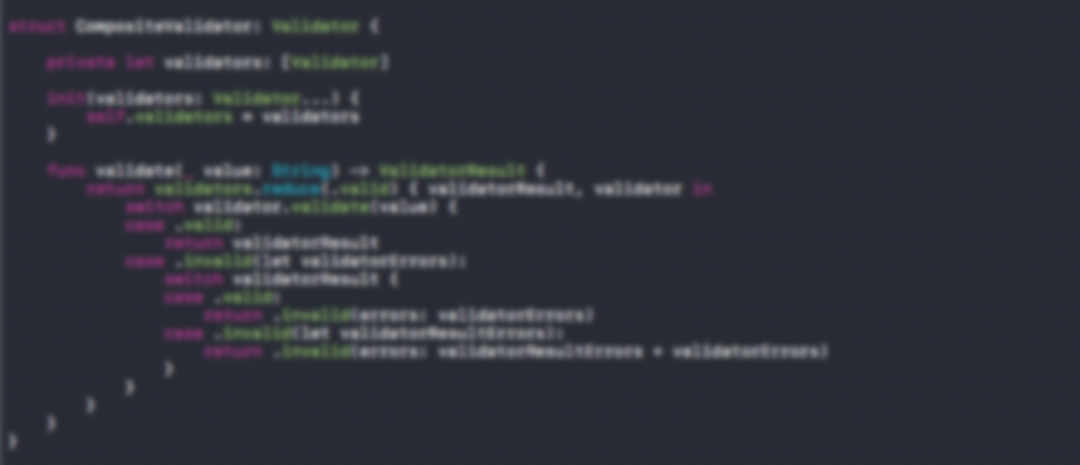 struct CompositeValidator: Validator {
private let validators: [Validator]
init(validators: Validator...) {
self.validators = validators
}
func validate(_ value: String) -> ValidatorResult {
return validators.reduce(.valid) { validatorResult, validator in
switch validator.validate(value) {
case .valid:
return validatorResult
case .invalid(let validatorErrors):
switch validatorResult {
case .valid:
return .invalid(errors: validatorErrors)
case .invalid(let validatorResultErrors):
return .invalid(errors: validatorResultErrors + validatorErrors)
}
}
}
}
}